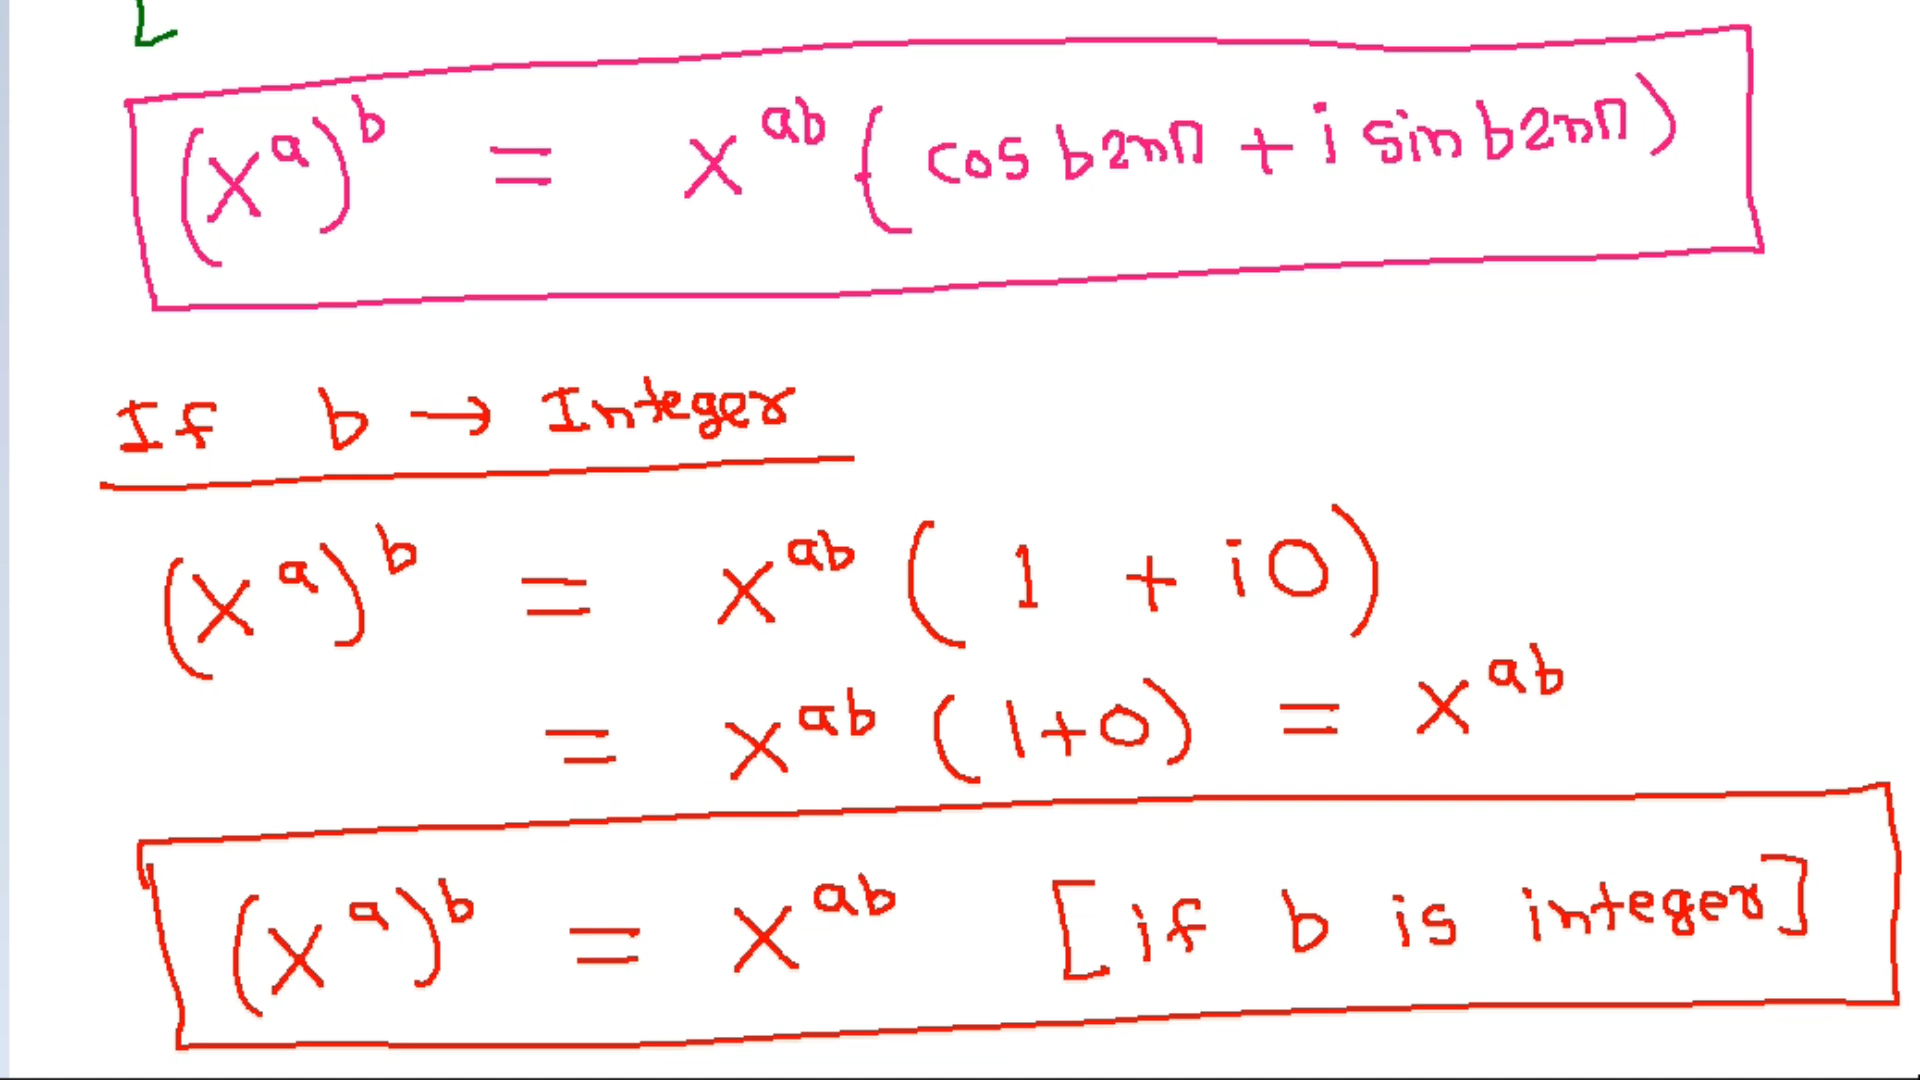 (x^a)^b = x^ab (cos b2nπ + i sin b2nπ)
If b → Integer
(x^a)^b = x^ab (1 + i0)
= x^ab (1+0) = x^ab
(x^a)^b = x^ab [if b is integer]